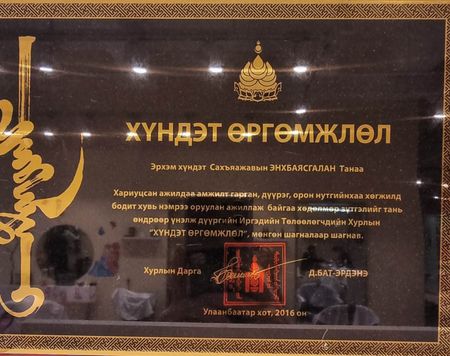 ХҮНДЭТ ӨРГӨМЖЛӨЛ
Эрхэм хүндэт Сахъяажавын ЭНХБАЯСГАЛАН Танаа
Хариуцсан ажилдаа амжилт гарган, дүүрэг, орон нутгийнхаа хөгжилд
бодит хувь нэмрээ оруулан ажиллаж байгаа хөдөлмөр зүтгэлийг тань
өндрөөр үнэлж дүүргийн Иргэдийн Төлөөлөгчдийн Хурлын
"ХҮНДЭТ ӨРГӨМЖЛӨЛ", мөнгөн шагналаар шагнав.
Хурлын Дарга Д.БАТ-ЭРДЭНЭ
Улаанбаатар хот, 2016 он